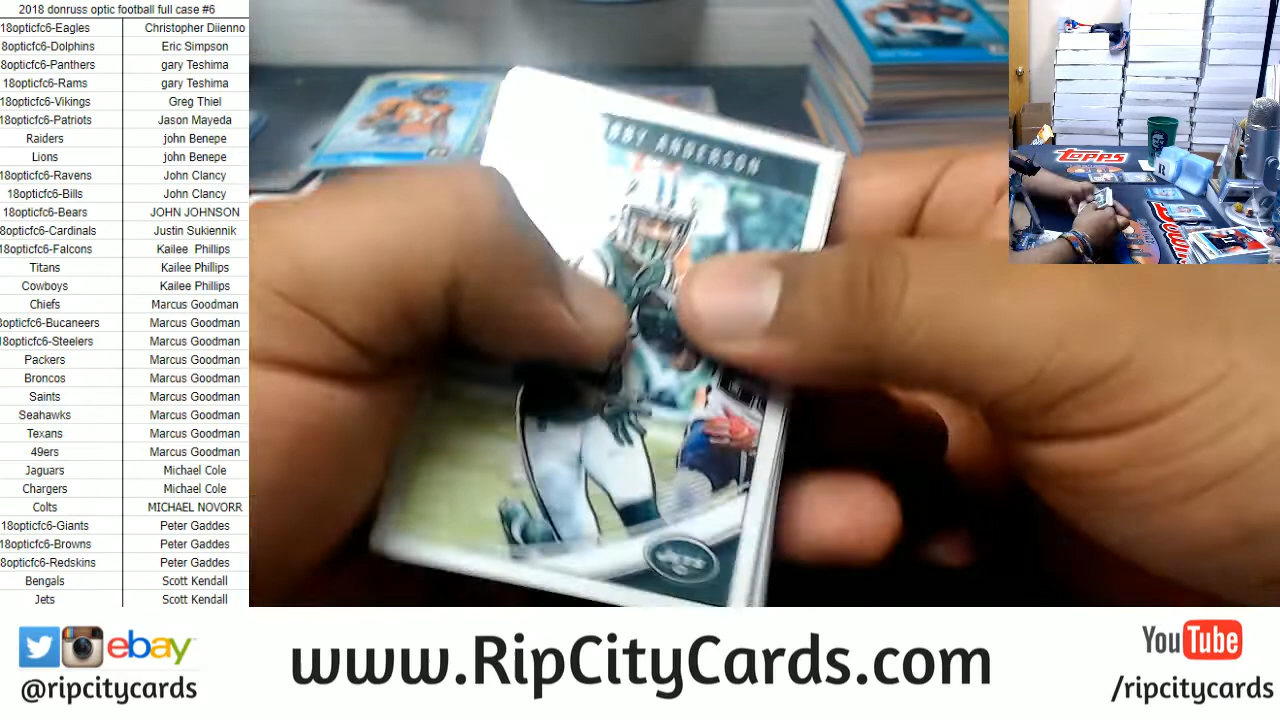 2018 donruss optic football full case #6
18opticfc6-Eagles Christopher Diienno
8opticfc6-Dolphins Eric Simpson
8opticfc6-Panthers gary Teshima
18opticfc6-Rams gary Teshima
18opticfc6-Vikings Greg Thiel
18opticfc6-Patriots Jason Mayeda
Raiders john Benepe
Lions john Benepe
18opticfc6-Ravens John Clancy
18opticfc6-Bills John Clancy
18opticfc6-Bears JOHN JOHNSON
18opticfc6-Cardinals Justin Sukiennik
18opticfc6-Falcons Kailee Phillips
Titans Kailee Phillips
Cowboys Kailee Phillips
Chiefs Marcus Goodman
8opticfc6-Bucaneers Marcus Goodman
18opticfc6-Steelers Marcus Goodman
Packers Marcus Goodman
Broncos Marcus Goodman
Saints Marcus Goodman
Seahawks Marcus Goodman
Texans Marcus Goodman
49ers Marcus Goodman
Jaguars Michael Cole
Chargers Michael Cole
Colts MICHAEL NOVORR
18opticfc6-Giants Peter Gaddes
18opticfc6-Browns Peter Gaddes
8opticfc6-Redskins Peter Gaddes
Bengals Scott Kendall
Jets Scott Kendall
BBY ANDERSON
TOPPS
ebay
@ripcitycards
www.RipCityCards.com
YouTube
/ripcitycards